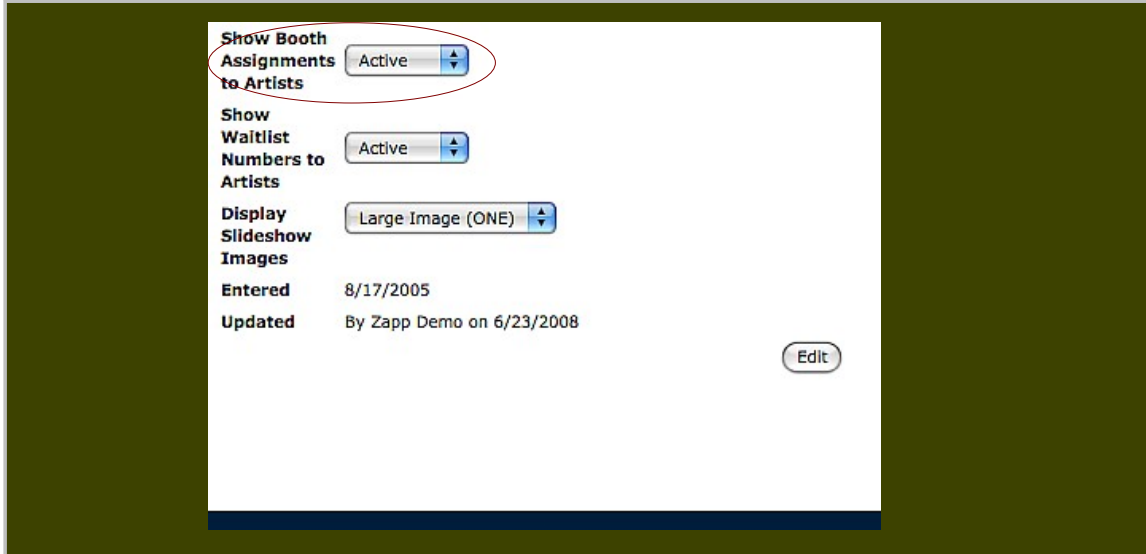 Show Booth
Assignments Active
to Artists
Show
Waitlist
Numbers to Active
Artists
Display Large Image (ONE)
Slideshow
Images
Entered 8/17/2005
Updated By Zapp Demo on 6/23/2008
Edit